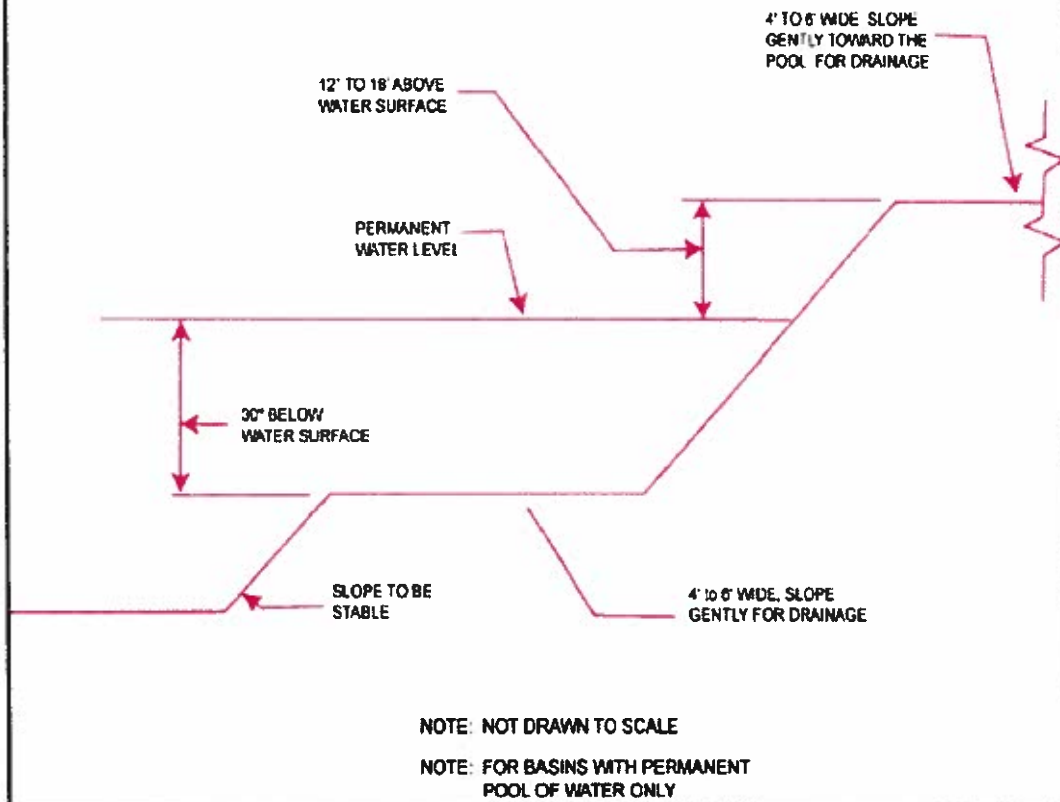 4' TO 6' WIDE, SLOPE
GENTLY TOWARD THE
POOL FOR DRAINAGE
12" TO 18" ABOVE
WATER SURFACE
PERMANENT
WATER LEVEL
BELOW
WATER SURFACE
SLOPE TO BE
STABLE
4' to 6' WIDE, SLOPE
GENTLY FOR DRAINAGE
NOTE: NOT DRAWN TO SCALE
NOTE: FOR BASINS WITH PERMANENT
POOL OF WATER ONLY